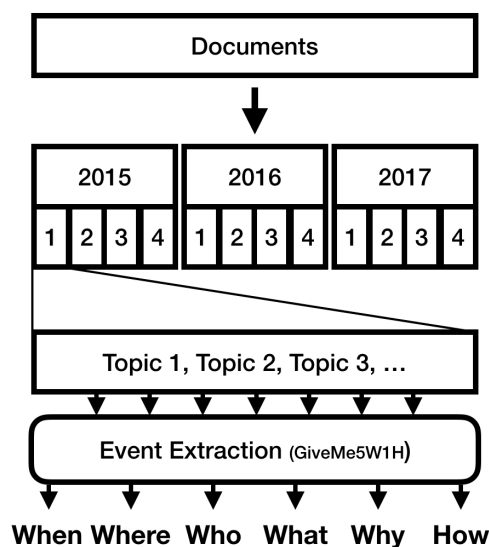 Documents
2015 2016 2017
1 2 3 4 1 2 3 4 1 2 3 4
Topic 1, Topic 2, Topic 3, ...
Event Extraction (GiveMe5W1H)
When Where Who What Why How